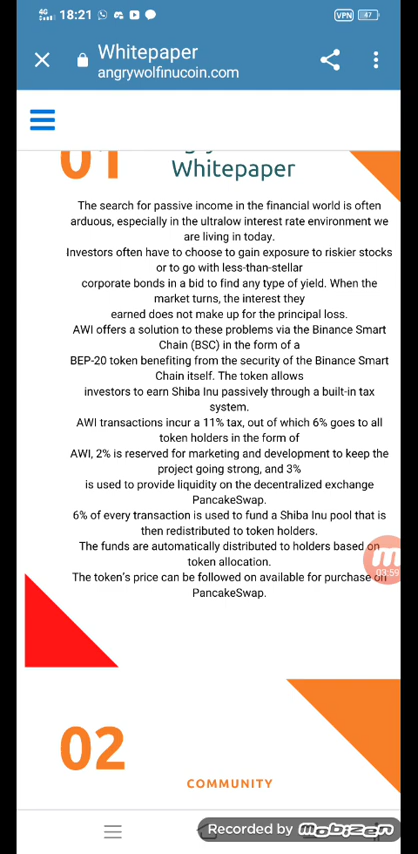 4G 18:21 VPN 47
Whitepaper
angrywolfinucoin.com
01
Whitepaper
The search for passive income in the financial world is often
arduous, especially in the ultralow interest rate environment we
are living in today.
Investors often have to choose to gain exposure to riskier stocks
or to go with less-than-stellar
corporate bonds in a bid to find any type of yield. When the
market turns, the interest they
earned does not make up for the principal loss.
AWI offers a solution to these problems via the Binance Smart
Chain (BSC) in the form of a
BEP-20 token benefiting from the security of the Binance Smart
Chain itself. The token allows
investors to earn Shiba Inu passively through a built-in tax
system.
AWI transactions incur a 11% tax, out of which 6% goes to all
token holders in the form of
AWI, 2% is reserved for marketing and development to keep the
project going strong, and 3%
is used to provide liquidity on the decentralized exchange
PancakeSwap.
6% of every transaction is used to fund a Shiba Inu pool that is
then redistributed to token holders.
The funds are automatically distributed to holders based on
token allocation.
The token's price can be followed on available for purchase on
PancakeSwap.
03:59
02
COMMUNITY
Recorded by mobizen